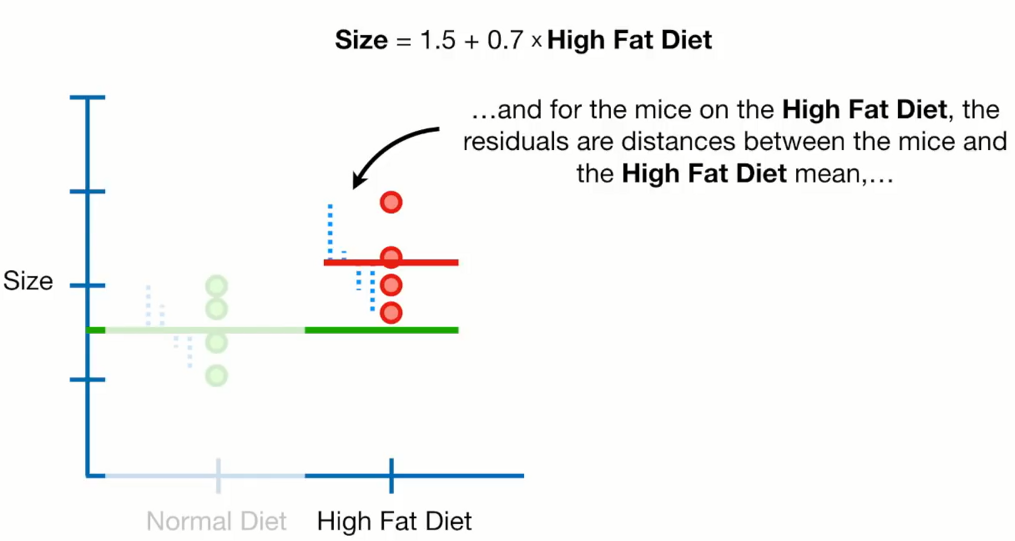 Size = 1.5 + 0.7 x High Fat Diet
...and for the mice on the High Fat Diet, the
residuals are distances between the mice and
the High Fat Diet mean,...
Size
Normal Diet High Fat Diet